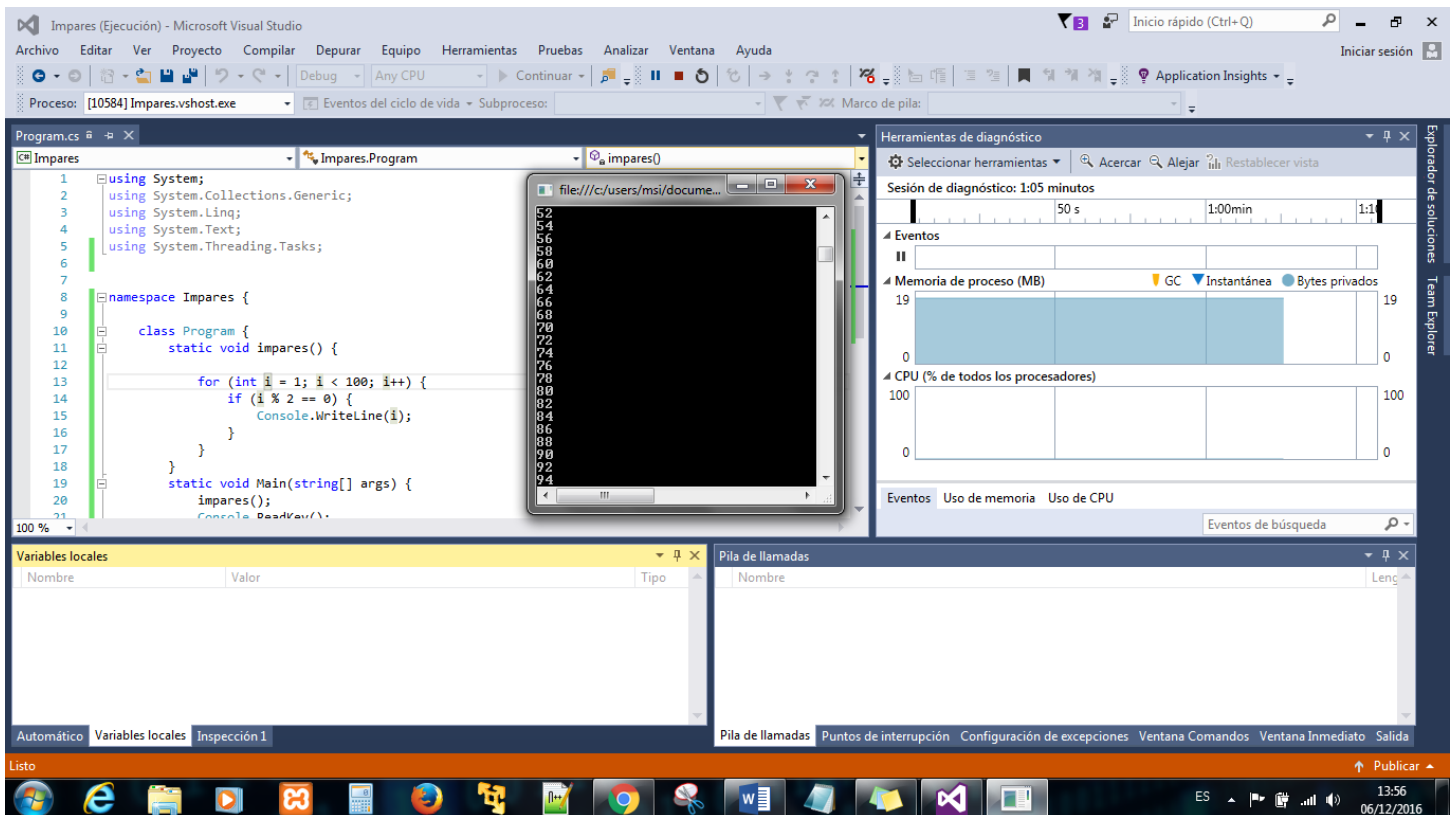 Impares (Ejecución) - Microsoft Visual Studio
3
Inicio rápido (Ctrl+Q)
Archivo Editar Ver Proyecto Compilar Depurar Equipo Herramientas Pruebas Analizar Ventana Ayuda
Iniciar sesión
Debug Any CPU Continuar Application Insights
Proceso: [10584] Impares.vshost.exe Eventos del ciclo de vida Subproceso: Marco de pila:
Program.cs
C# Impares Impares.Program impares()
1 using System;
2 using System.Collections.Generic;
3 using System.Linq;
4 using System.Text;
5 using System.Threading.Tasks;
6
7
8 namespace Impares {
9
10 class Program {
11 static void impares() {
12
13 for (int i = 1; i < 100; i++) {
14 if (i % 2 == 0) {
15 Console.WriteLine(i);
16 }
17 }
18 }
19 static void Main(string[] args) {
20 impares();
21 Console.ReadKey();
100 %
file:///c:/users/msi/docume...
52
54
56
58
60
62
64
66
68
70
72
74
76
78
80
82
84
86
88
90
92
94
Herramientas de diagnóstico
Seleccionar herramientas Acercar Alejar Restablecer vista
Sesión de diagnóstico: 1:05 minutos
50 s 1:00min 1:10
Eventos
Memoria de proceso (MB) GC Instantánea Bytes privados
19 19
0 0
CPU (% de todos los procesadores)
100 100
0 0
Eventos Uso de memoria Uso de CPU
Eventos de búsqueda
Explorador de soluciones
Team Explorer
Variables locales
Nombre Valor Tipo
Automático Variables locales Inspección 1
Pila de llamadas
Nombre Leng
Pila de llamadas Puntos de interrupción Configuración de excepciones Ventana Comandos Ventana Inmediato Salida
Listo
Publicar
ES
13:56
06/12/2016